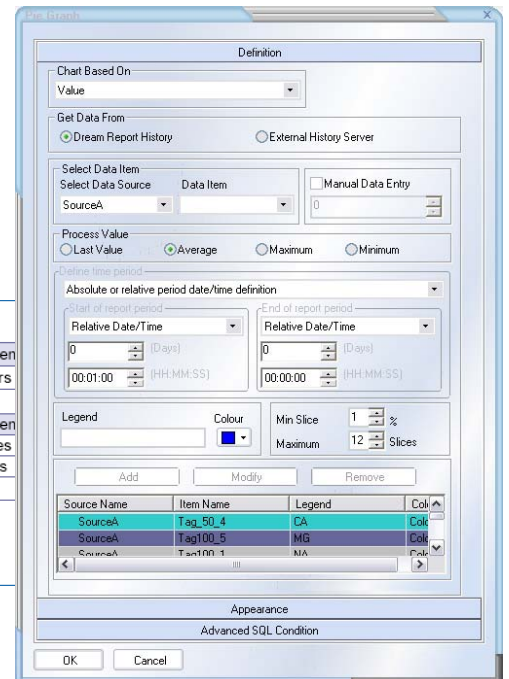 Pie Graph
Definition
Chart Based On
Value
Get Data From
Dream Report History
External History Server
Select Data Item
Select Data Source
Data Item
SourceA
Manual Data Entry
0
Process Value
Last Value
Average
Maximum
Minimum
Define time period
Absolute or relative period date/time definition
Start of report period
End of report period
Relative Date/Time
Relative Date/Time
0
(Days)
0
(Days)
00:01:00
(HH:MM:SS)
00:00:00
(HH:MM:SS)
Legend
Colour
Min Slice
1
%
Maximum
12
Slices
Add
Modify
Remove
Source Name
Item Name
Legend
SourceA
Tag_50_4
CA
SourceA
Tag100_5
MG
SourceA
Tag100_1
NA
Appearance
Advanced SQL Condition
OK
Cancel